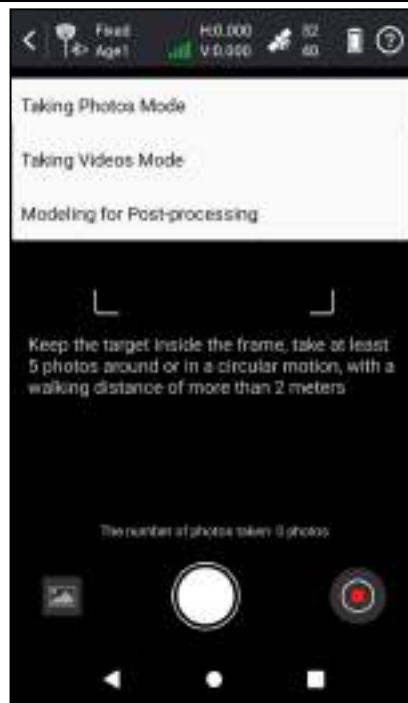 Fixed
Age1
H:0.000
V:0.000
32
40
?
Taking Photos Mode
Taking Videos Mode
Modeling for Post-processing
Keep the target inside the frame, take at least
5 photos around or in a circular motion, with a
walking distance of more than 2 meters
The number of photos taken: 0 photos